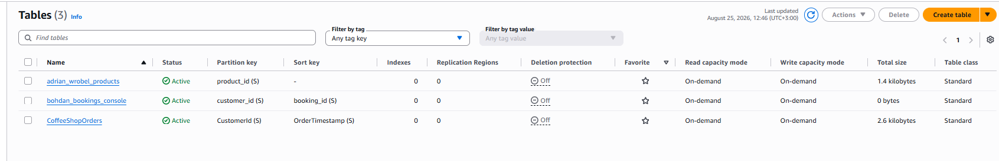 Tables (3) Info
Last updated
August 25, 2026, 12:46 (UTC+3:00)
Actions
Delete
Create table
Find tables
Filter by tag
Any tag key
Filter by tag value
Any tag value
1
Name Status Partition key Sort key Indexes Replication Regions Deletion protection Favorite Read capacity mode Write capacity mode Total size Table class
adrian_wrobel_products Active product_id (S) - 0 0 Off On-demand On-demand 1.4 kilobytes Standard
bohdan_bookings_console Active customer_id (S) booking_id (S) 0 0 Off On-demand On-demand 0 bytes Standard
CoffeeShopOrders Active CustomerId (S) OrderTimestamp (S) 0 0 Off On-demand On-demand 2.6 kilobytes Standard